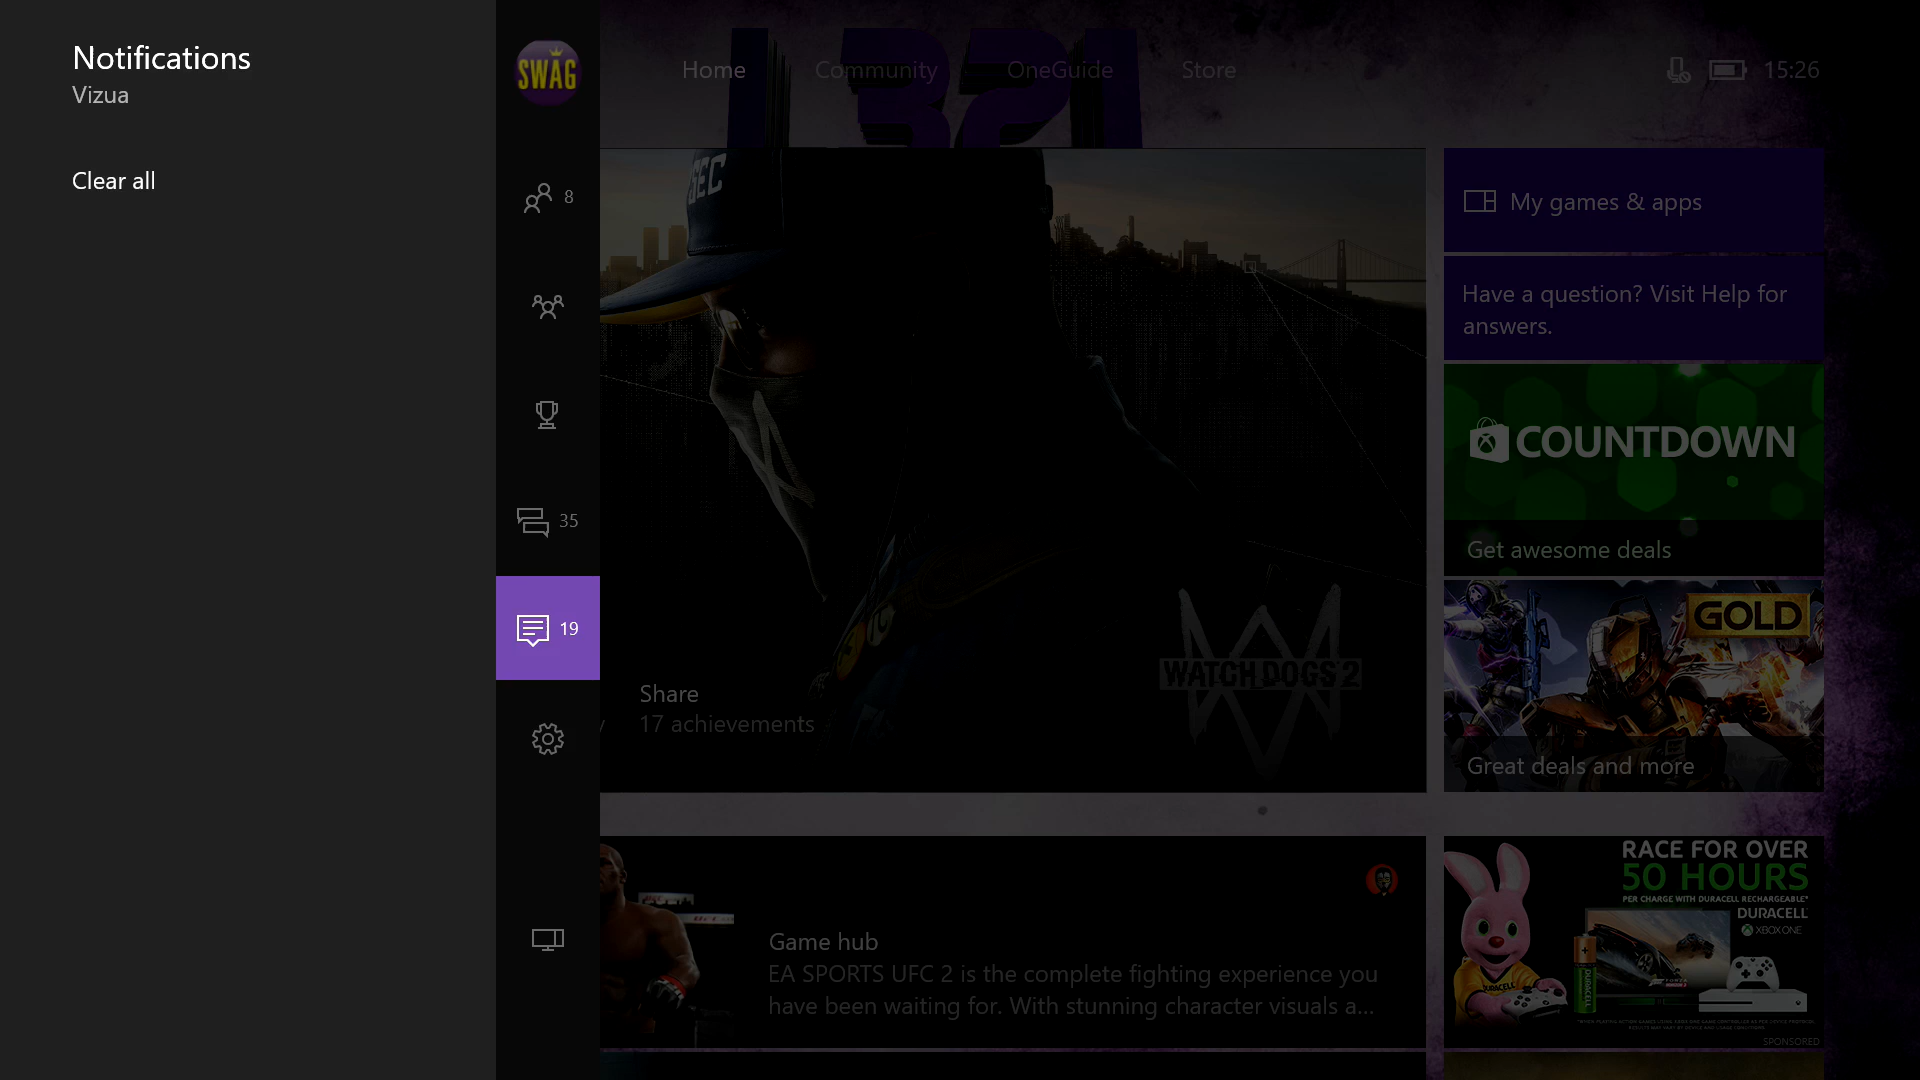 Notifications
Vizua
Clear all
SWAG
8
35
19
Home
Community
OneGuide
Store
15:26
1321
SEC
Share
17 achievements
WATCH DOGS 2
My games & apps
Have a question? Visit Help for
answers.
COUNTDOWN
Get awesome deals
GOLD
Great deals and more
Game hub
EA SPORTS UFC 2 is the complete fighting experience you
have been waiting for. With stunning character visuals a...
RACE FOR OVER
50 HOURS
PER CHARGE WITH DURACELL RECHARGEABLE*
DURACELL
XBOX ONE
DURACELL
SPONSORED